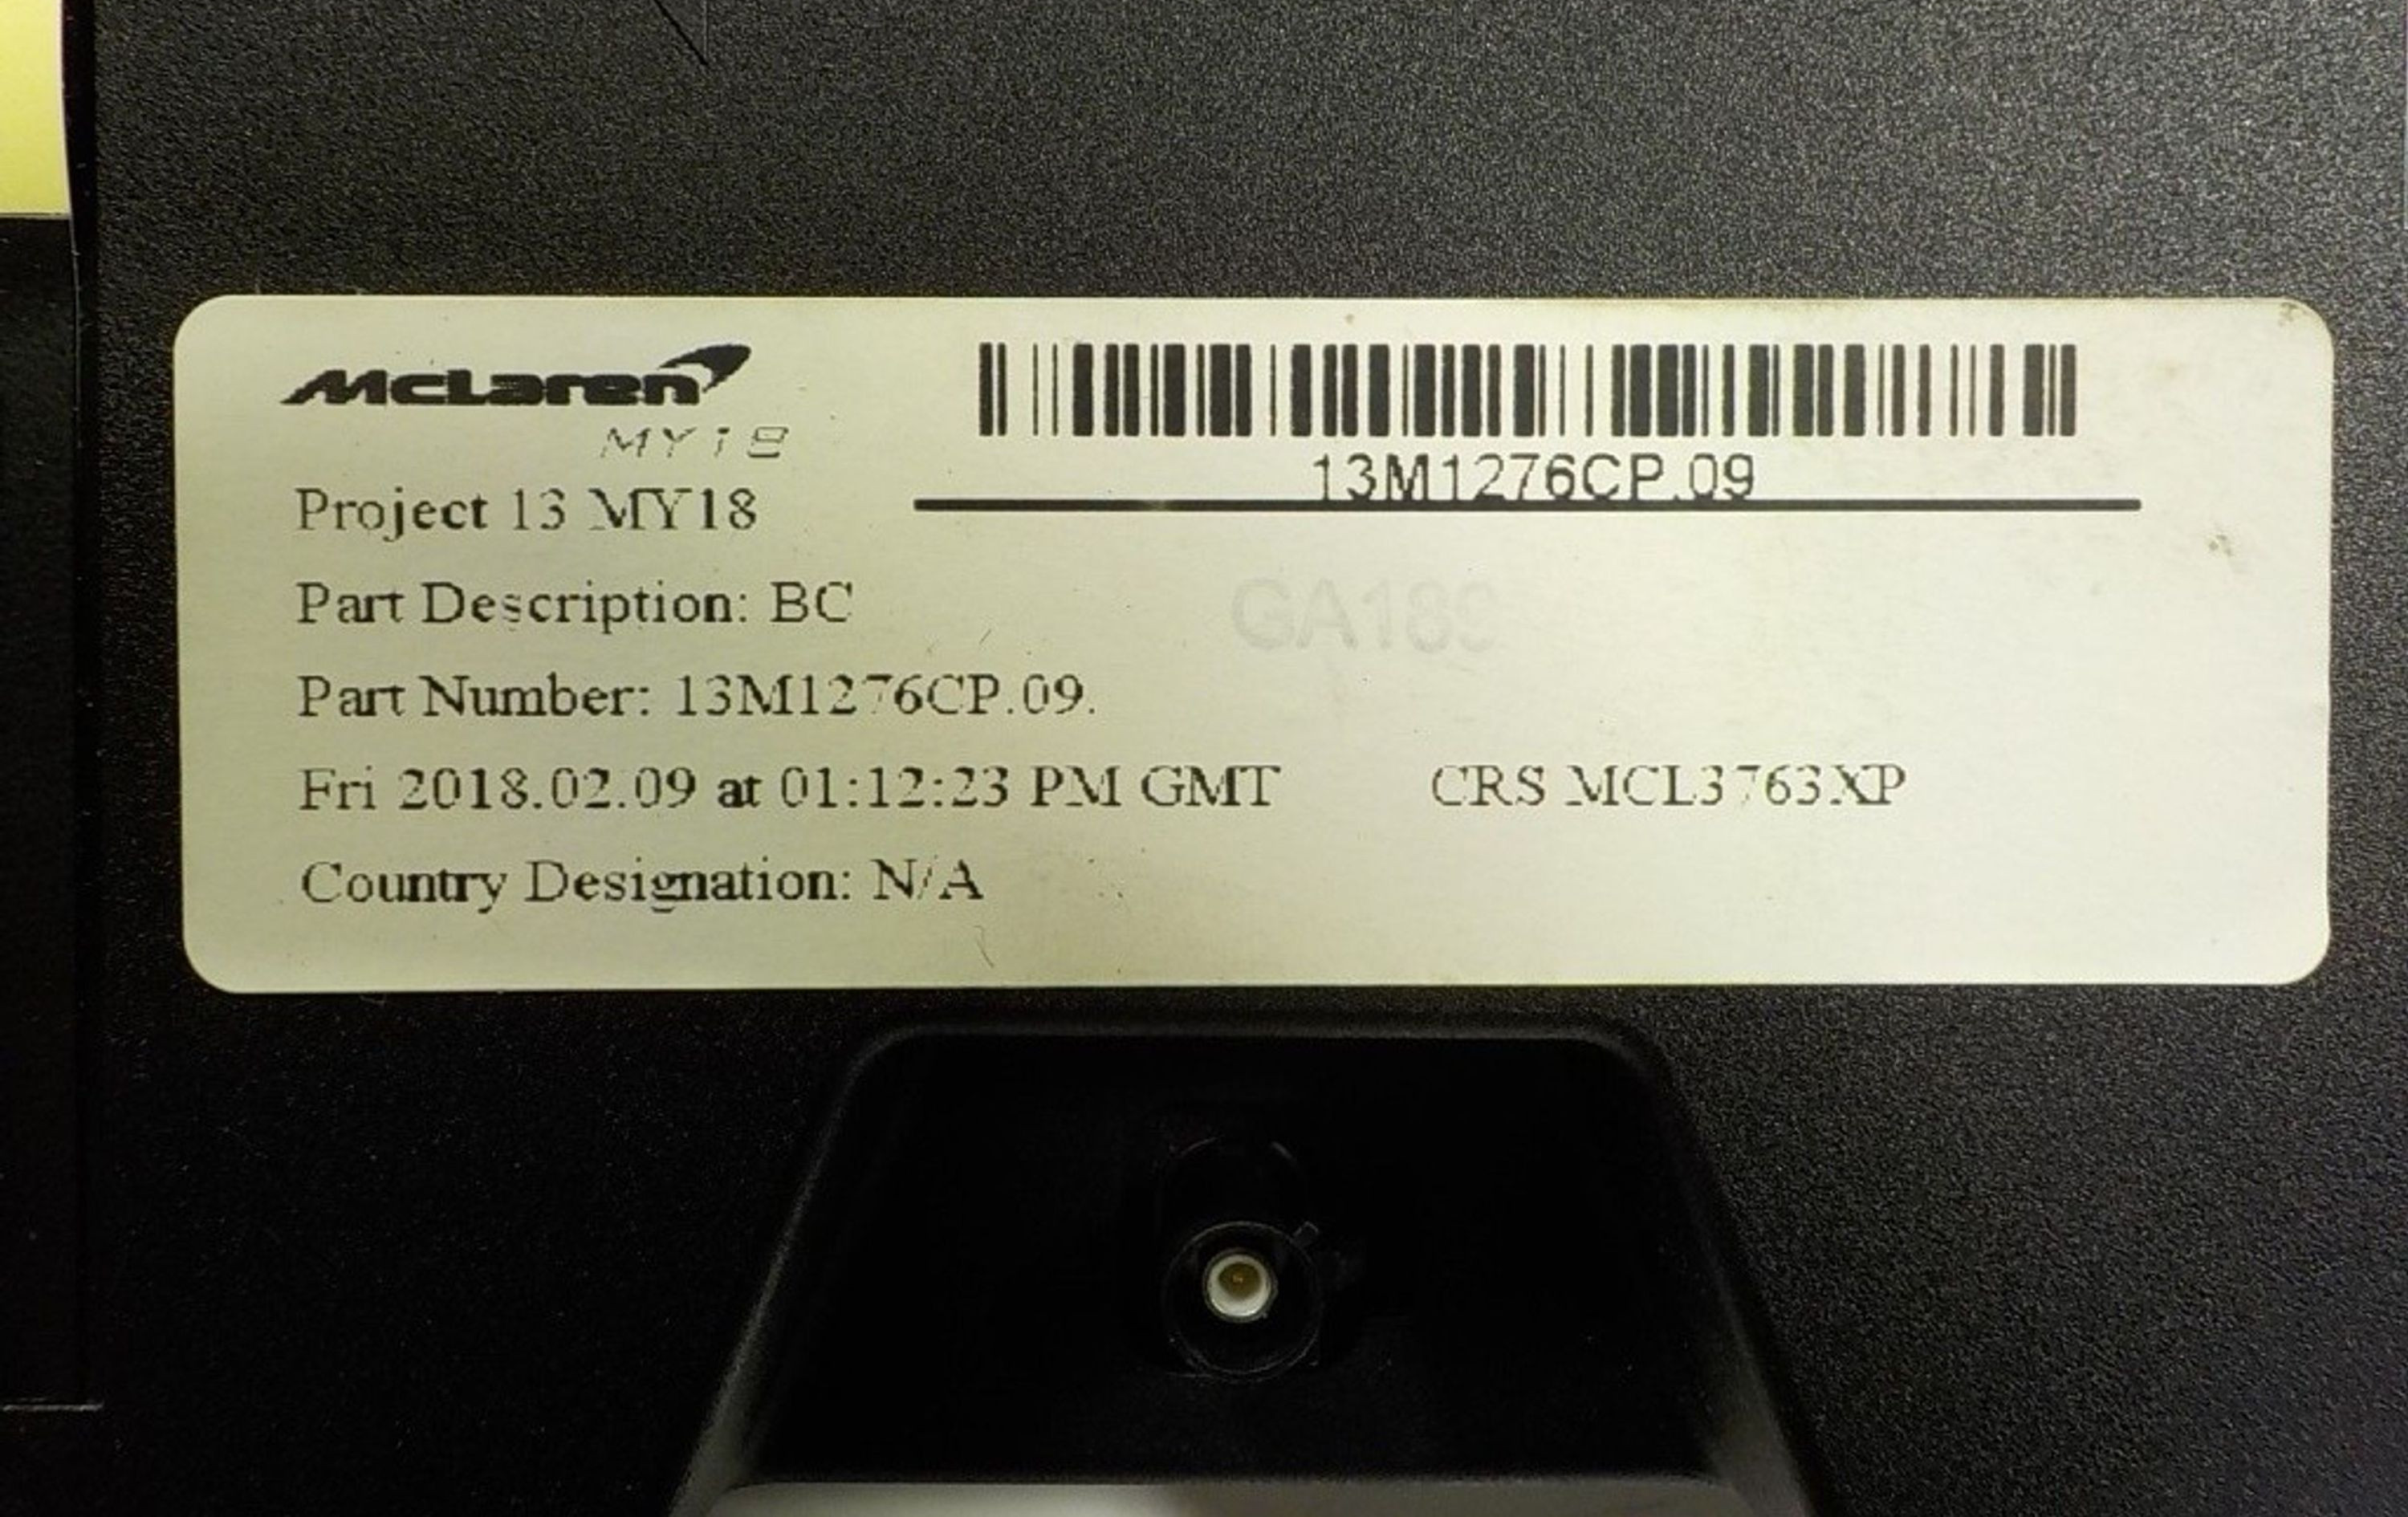 McLaren
MY18
13M1276CP.09
Project 13 MY18
Part Description: BC
Part Number: 13M1276CP.09.
Fri 2018.02.09 at 01:12:23 PM GMT CRS MCL3763XP
Country Designation: N/A